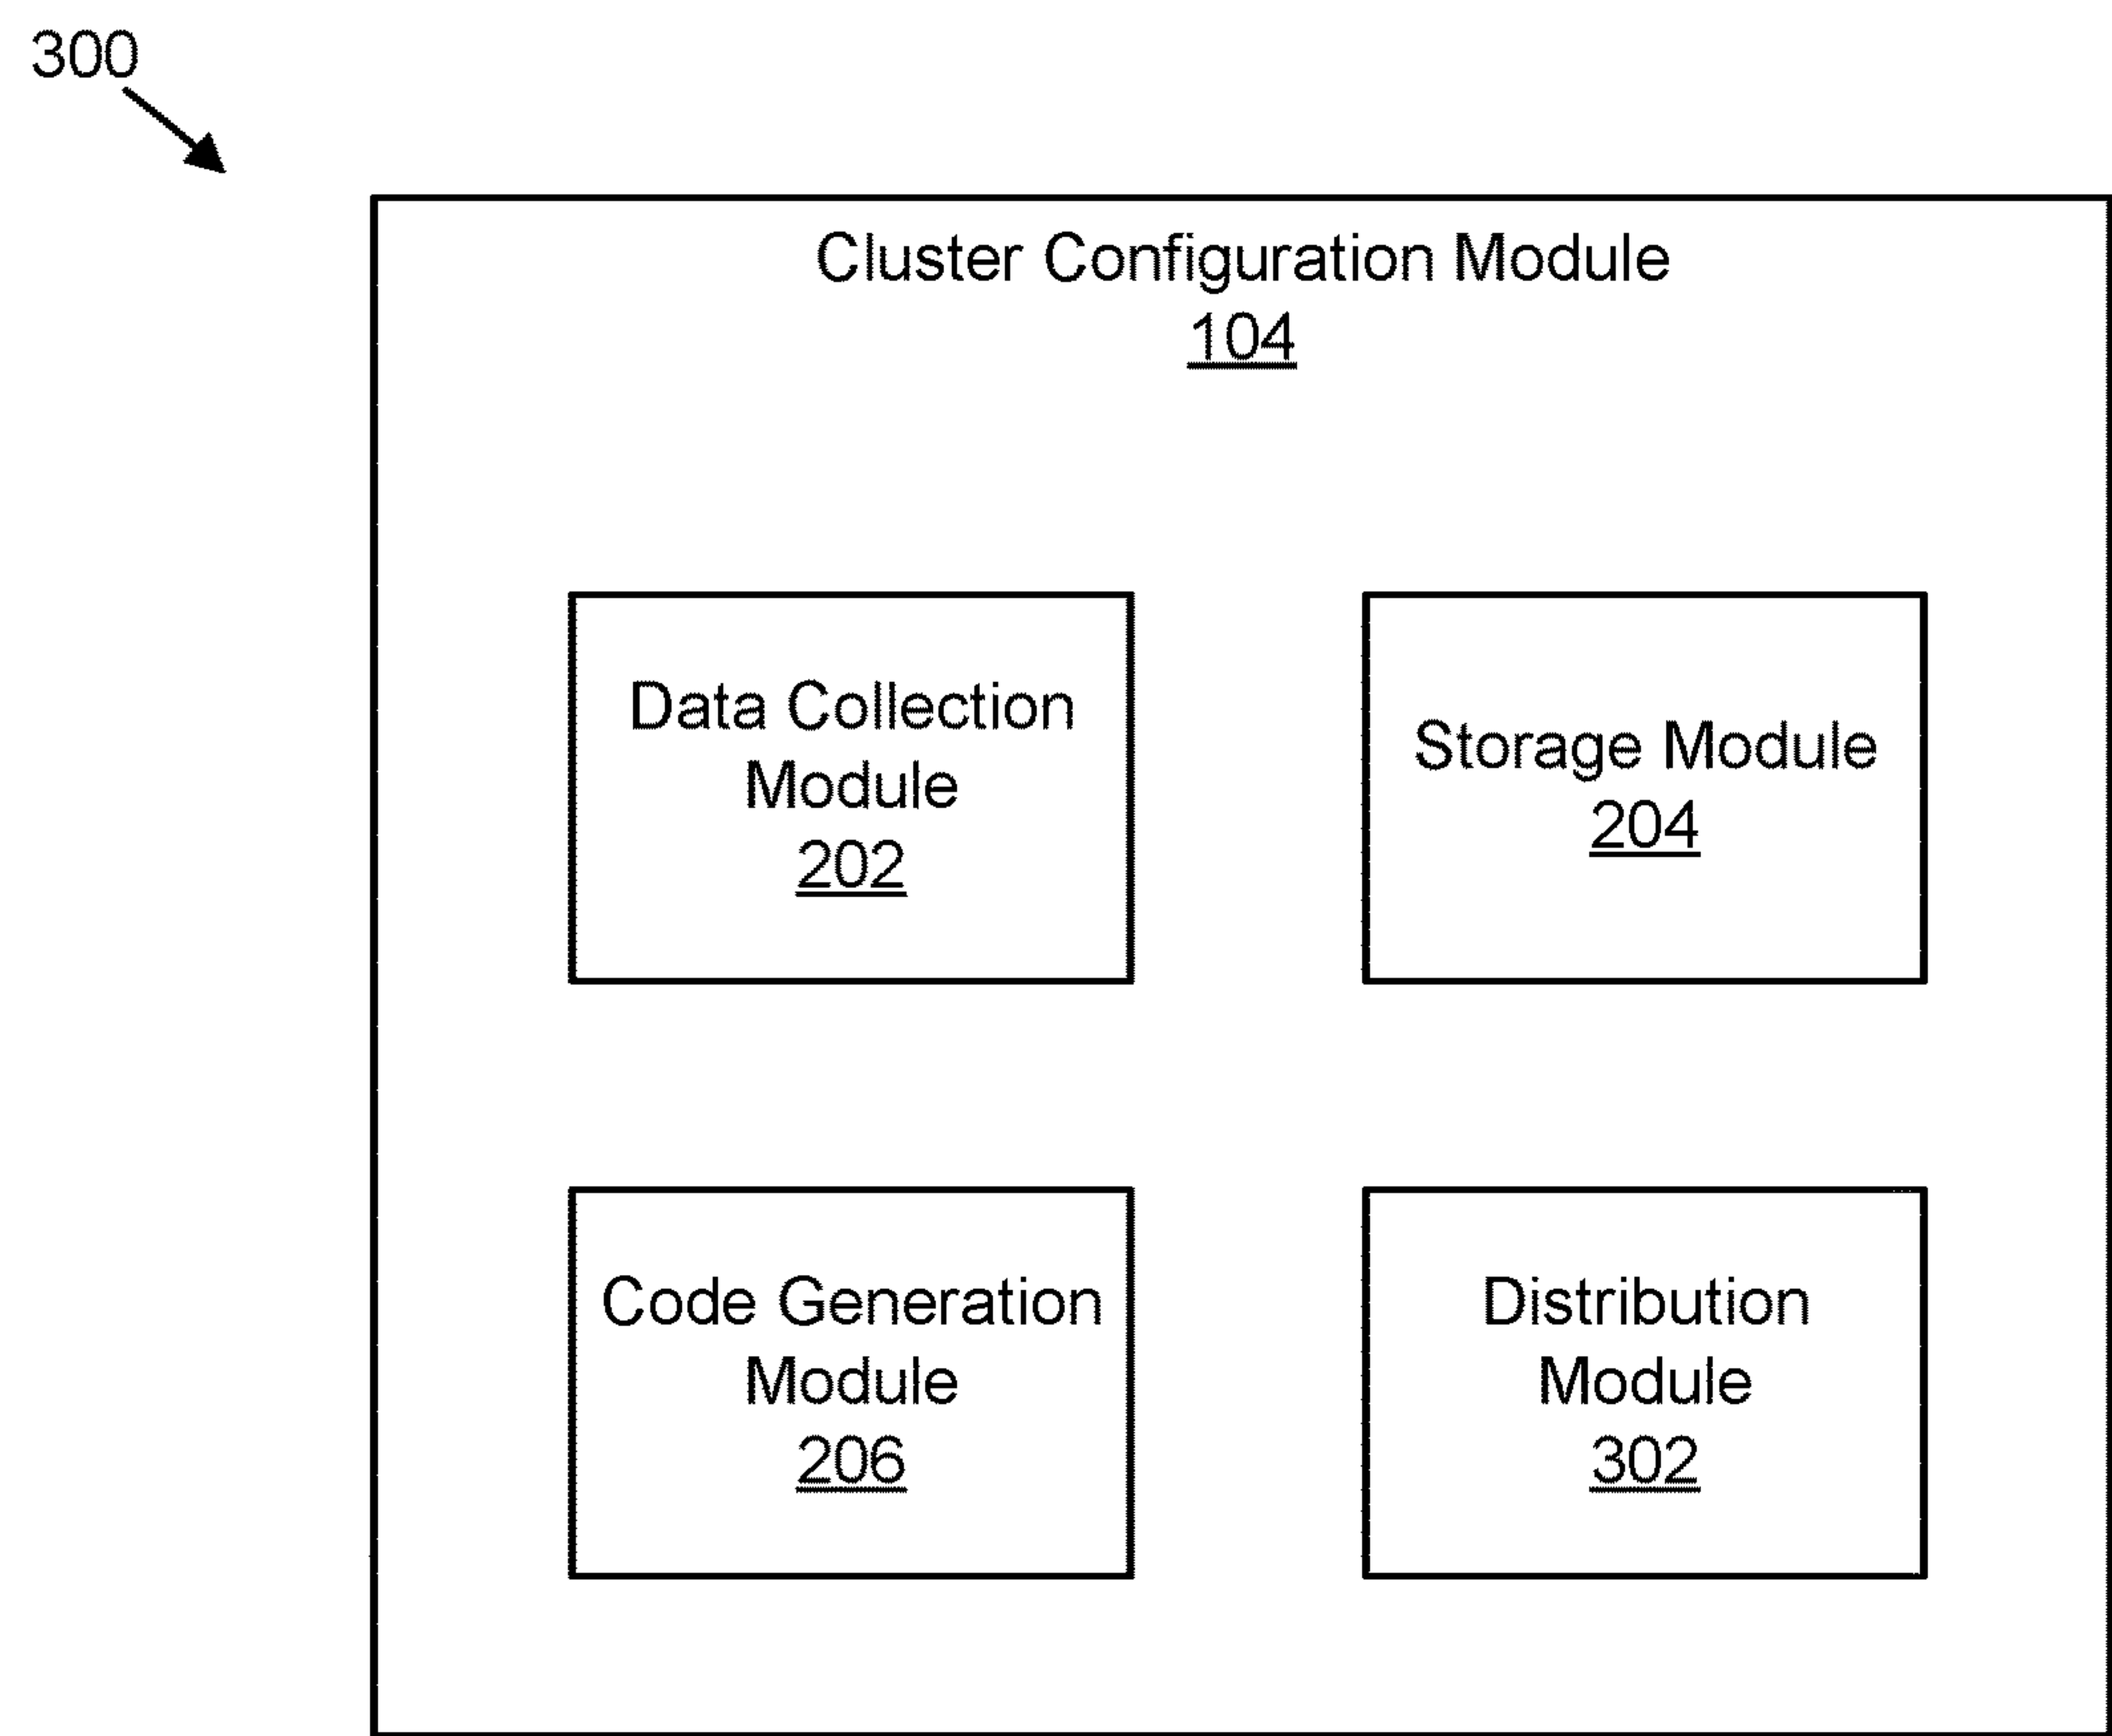 300
Cluster Configuration Module
104
Data Collection
Module
202
Storage Module
204
Code Generation
Module
206
Distribution
Module
302